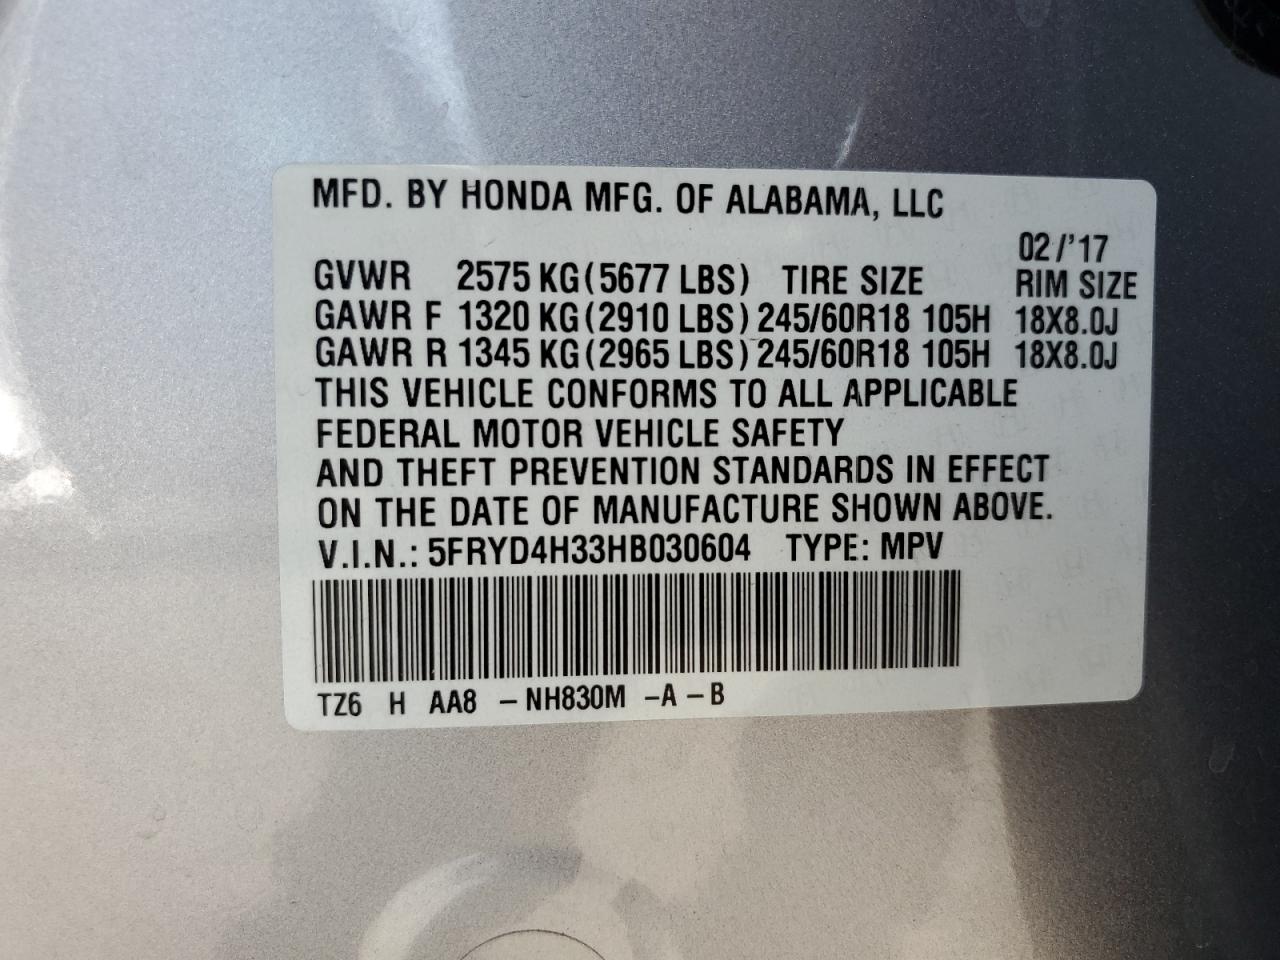 MFD. BY HONDA MFG. OF ALABAMA, LLC
02/'17
GVWR 2575 KG(5677 LBS) TIRE SIZE RIM SIZE
GAWR F 1320 KG(2910 LBS) 245/60R18 105H 18X8.0J
GAWR R 1345 KG(2965 LBS) 245/60R18 105H 18X8.0J
THIS VEHICLE CONFORMS TO ALL APPLICABLE
FEDERAL MOTOR VEHICLE SAFETY
AND THEFT PREVENTION STANDARDS IN EFFECT
ON THE DATE OF MANUFACTURE SHOWN ABOVE.
V.I.N.: 5FRYD4H33HB030604 TYPE: MPV
TZ6 H AA8 -NH830M -A-B